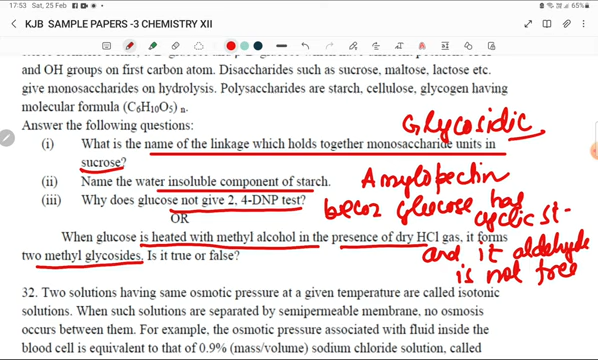 17:53 Sat, 25 Feb
65%
KJB SAMPLE PAPERS -3 CHEMISTRY XII
and OH groups on first carbon atom. Disaccharides such as sucrose, maltose, lactose etc.
give monosaccharides on hydrolysis. Polysaccharides are starch, cellulose, glycogen having
molecular formula (C6H10O5) n.
Answer the following questions:
Glycosidic
(i) What is the name of the linkage which holds together monosaccharide units in
sucrose?
(ii) Name the water insoluble component of starch.
Amylopectin
(iii) Why does glucose not give 2, 4-DNP test?
becoz glucose has
cyclic st-
OR
When glucose is heated with methyl alcohol in the presence of dry HCl gas, it forms
and it aldehyde
two methyl glycosides. Is it true or false?
is not free
32. Two solutions having same osmotic pressure at a given temperature are called isotonic
solutions. When such solutions are separated by semipermeable membrane, no osmosis
occurs between them. For example, the osmotic pressure associated with fluid inside the
blood cell is equivalent to that of 0.9% (mass/volume) sodium chloride solution, called